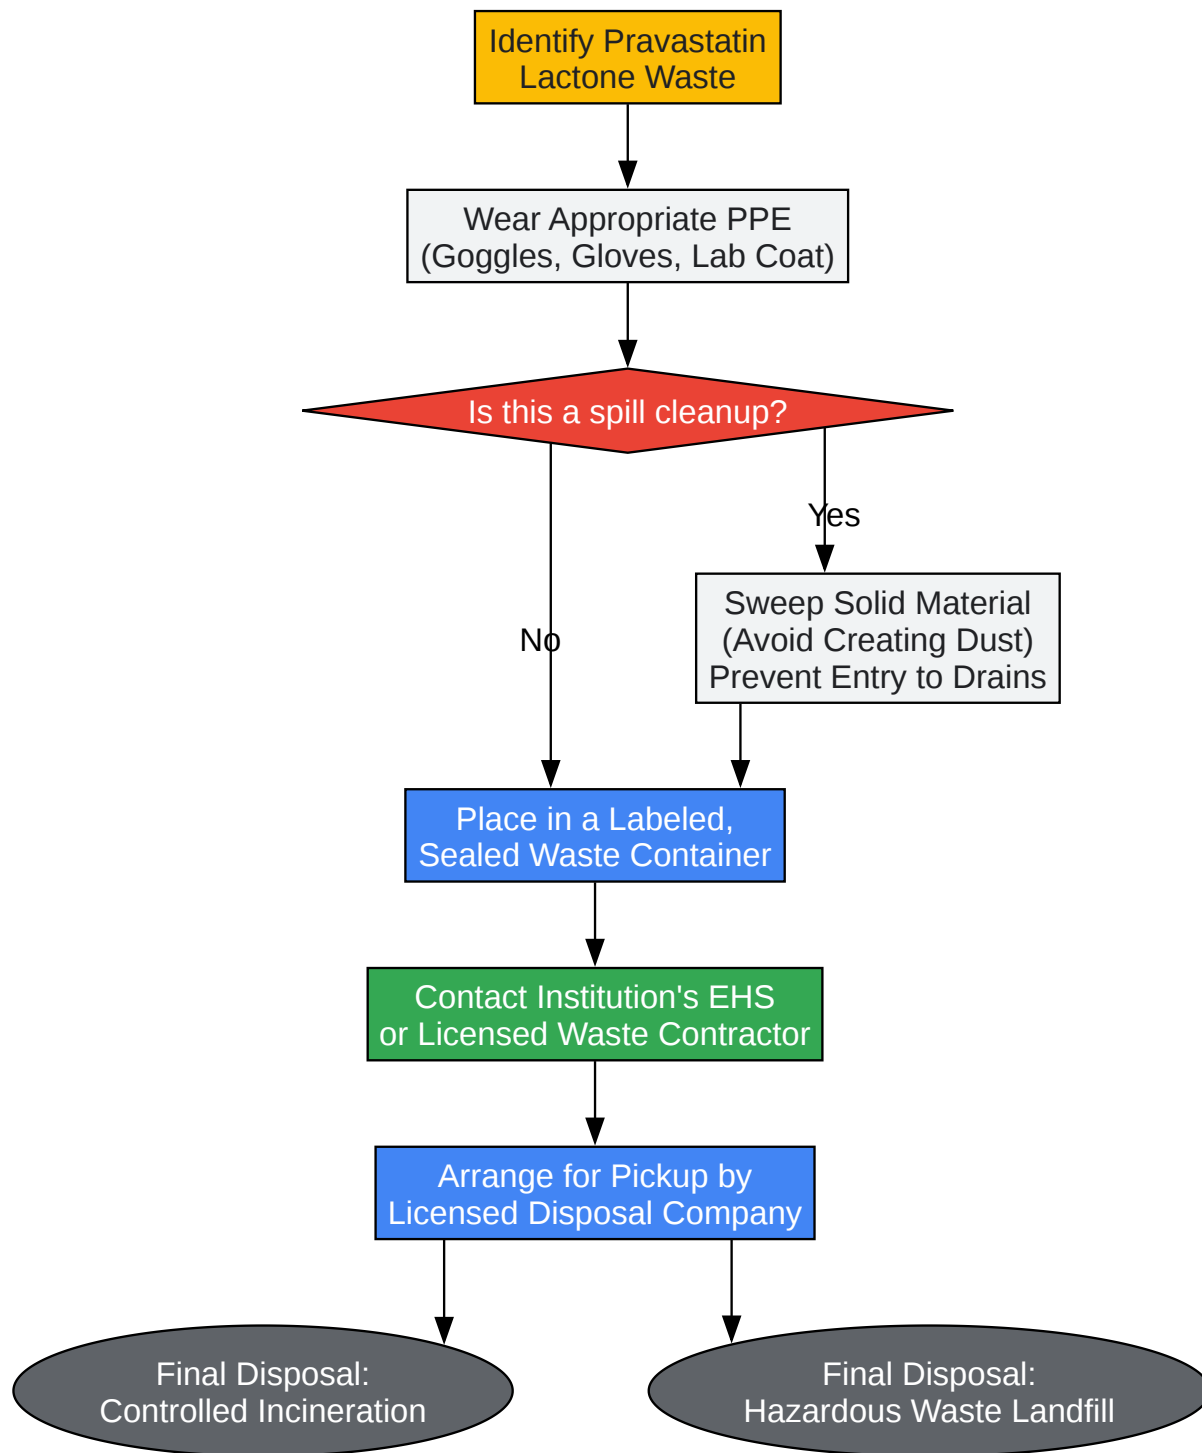 Identify Pravastatin
Lactone Waste
Wear Appropriate PPE
(Goggles, Gloves, Lab Coat)
Is this a spill cleanup?
Yes
Sweep Solid Material
(Avoid Creating Dust)
Prevent Entry to Drains
No
Place in a Labeled,
Sealed Waste Container
Contact Institution's EHS
or Licensed Waste Contractor
Arrange for Pickup by
Licensed Disposal Company
Final Disposal:
Controlled Incineration
Final Disposal:
Hazardous Waste Landfill